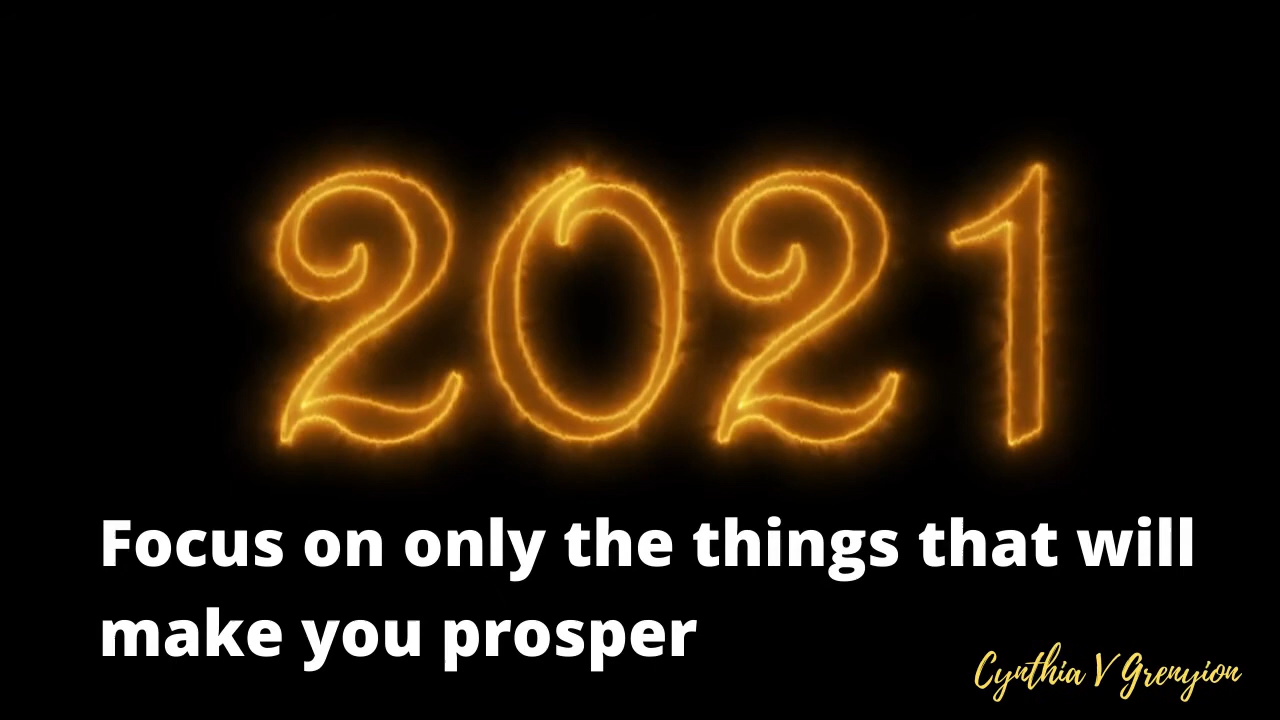 2021
Focus on only the things that will
make you prosper
Cynthia V Grenyion